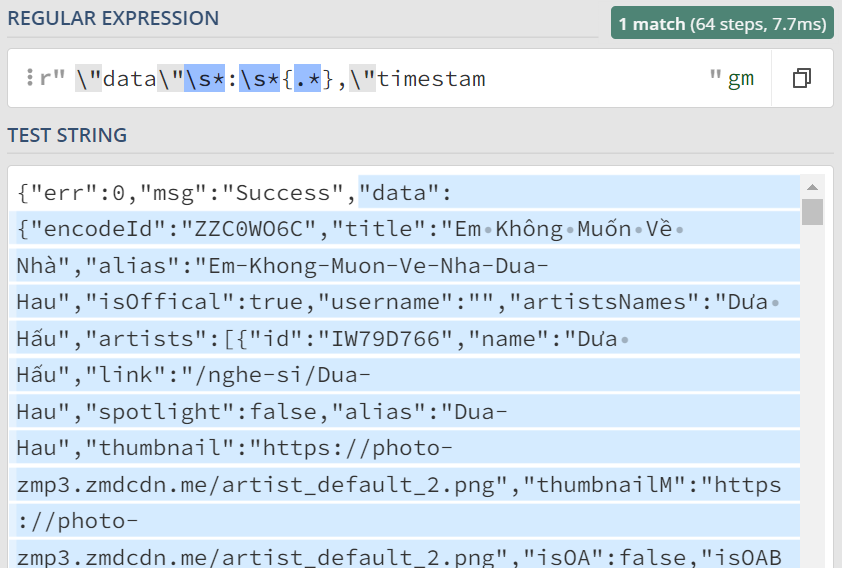 REGULAR EXPRESSION
1 match (64 steps, 7.7ms)
r" \"data\"\s*:\s*{.*},\"timestam " gm
TEST STRING
{"err":0,"msg":"Success","data":
{"encodeId":"ZZC0WO6C","title":"Em Không Muốn Về
Nhà","alias":"Em-Khong-Muon-Ve-Nha-Dua-
Hau","isOffical":true,"username":"","artistsNames":"Dưa
Hấu","artists":[{"id":"IW79D766","name":"Dưa
Hấu","link":"/nghe-si/Dua-
Hau","spotlight":false,"alias":"Dua-
Hau","thumbnail":"https://photo-
zmp3.zmdcdn.me/artist_default_2.png","thumbnailM":"https
://photo-
zmp3.zmdcdn.me/artist_default_2.png","isOA":false,"isOAB